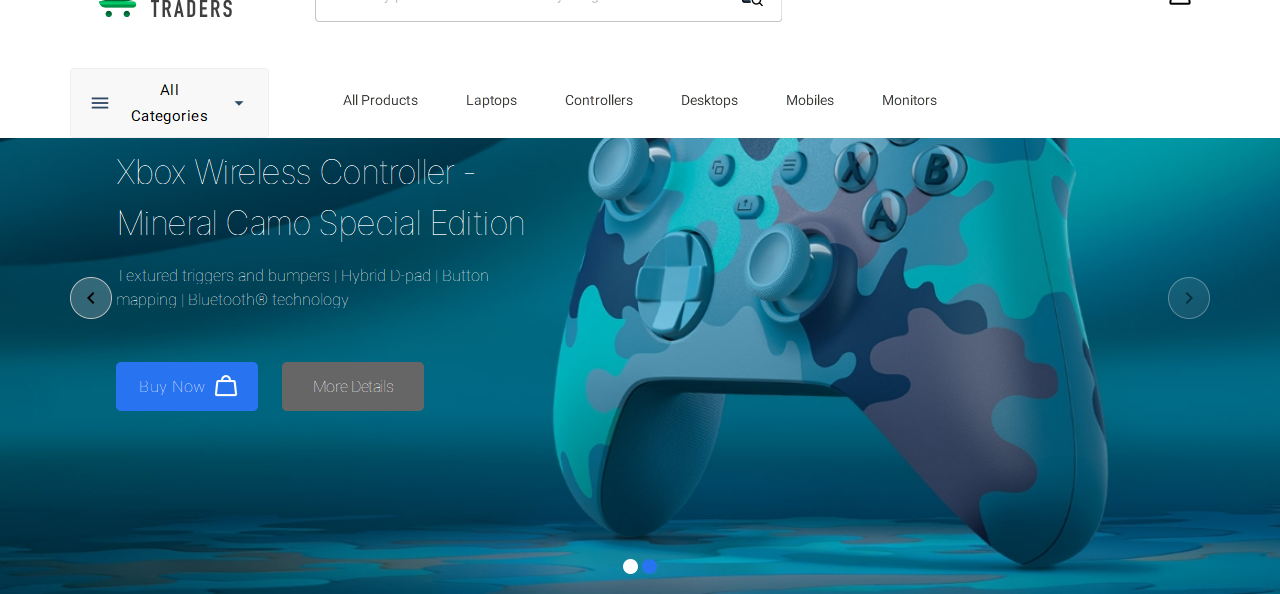 TRADERS
All
Categories
All Products
Laptops
Controllers
Desktops
Mobiles
Monitors
Xbox Wireless Controller -
Mineral Camo Special Edition
Textured triggers and bumpers | Hybrid D-pad | Button
mapping | Bluetooth® technology
Buy Now
More Details
X
B
A